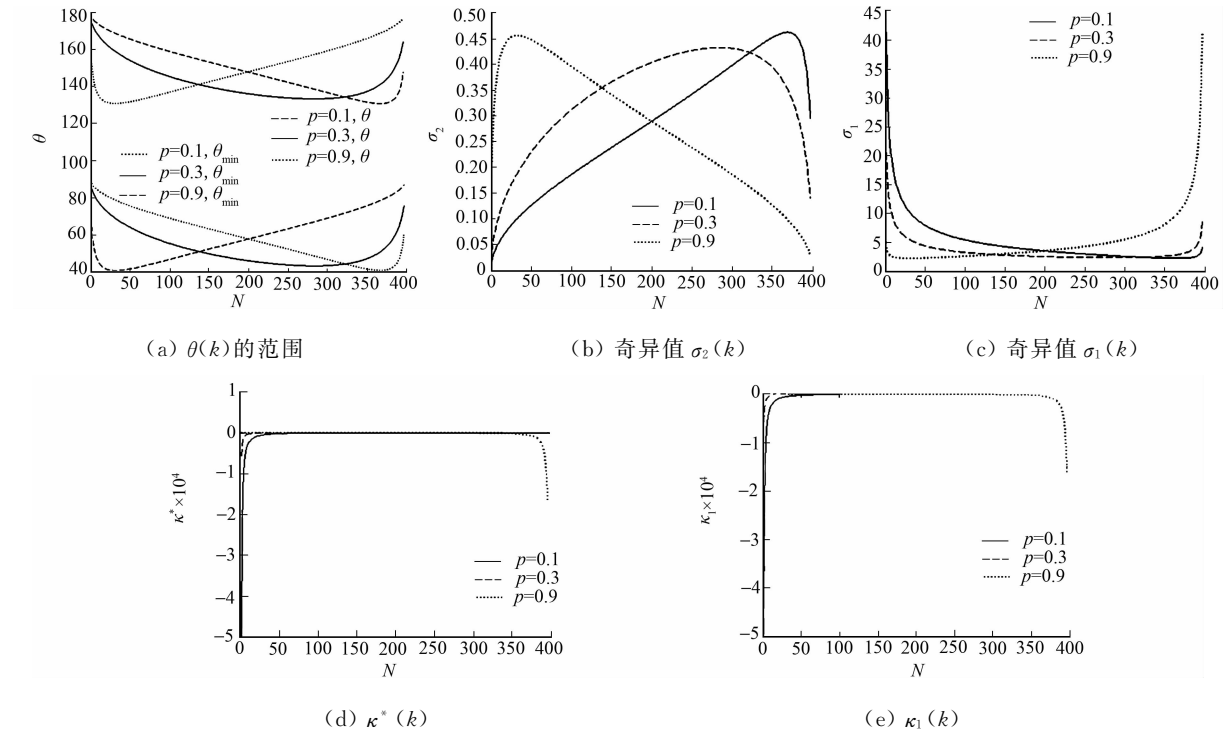 180
160
140
120
100
80
60
40
θ
0 50 100 150 200 250 300 350 400
N
p=0.1, θ
p=0.3, θ
p=0.9, θ
p=0.1, θmin
p=0.3, θmin
p=0.9, θmin
(a) θ(k)的范围
0.50
0.45
0.40
0.35
0.30
0.25
0.20
0.15
0.10
0.05
0
σ2
0 50 100 150 200 250 300 350 400
N
p=0.1
p=0.3
p=0.9
(b) 奇异值 σ2(k)
45
40
35
30
25
20
15
10
5
0
σ1
0 50 100 150 200 250 300 350 400
N
p=0.1
p=0.3
p=0.9
(c) 奇异值 σ1(k)
1
0
−1
−2
−3
−4
−5
κ*×10⁴
0 50 100 150 200 250 300 350 400
N
p=0.1
p=0.3
p=0.9
(d) κ*(k)
0
−1
−2
−3
−4
−5
κ1×10⁴
0 50 100 150 200 250 300 350 400
N
p=0.1
p=0.3
p=0.9
(e) κ1(k)